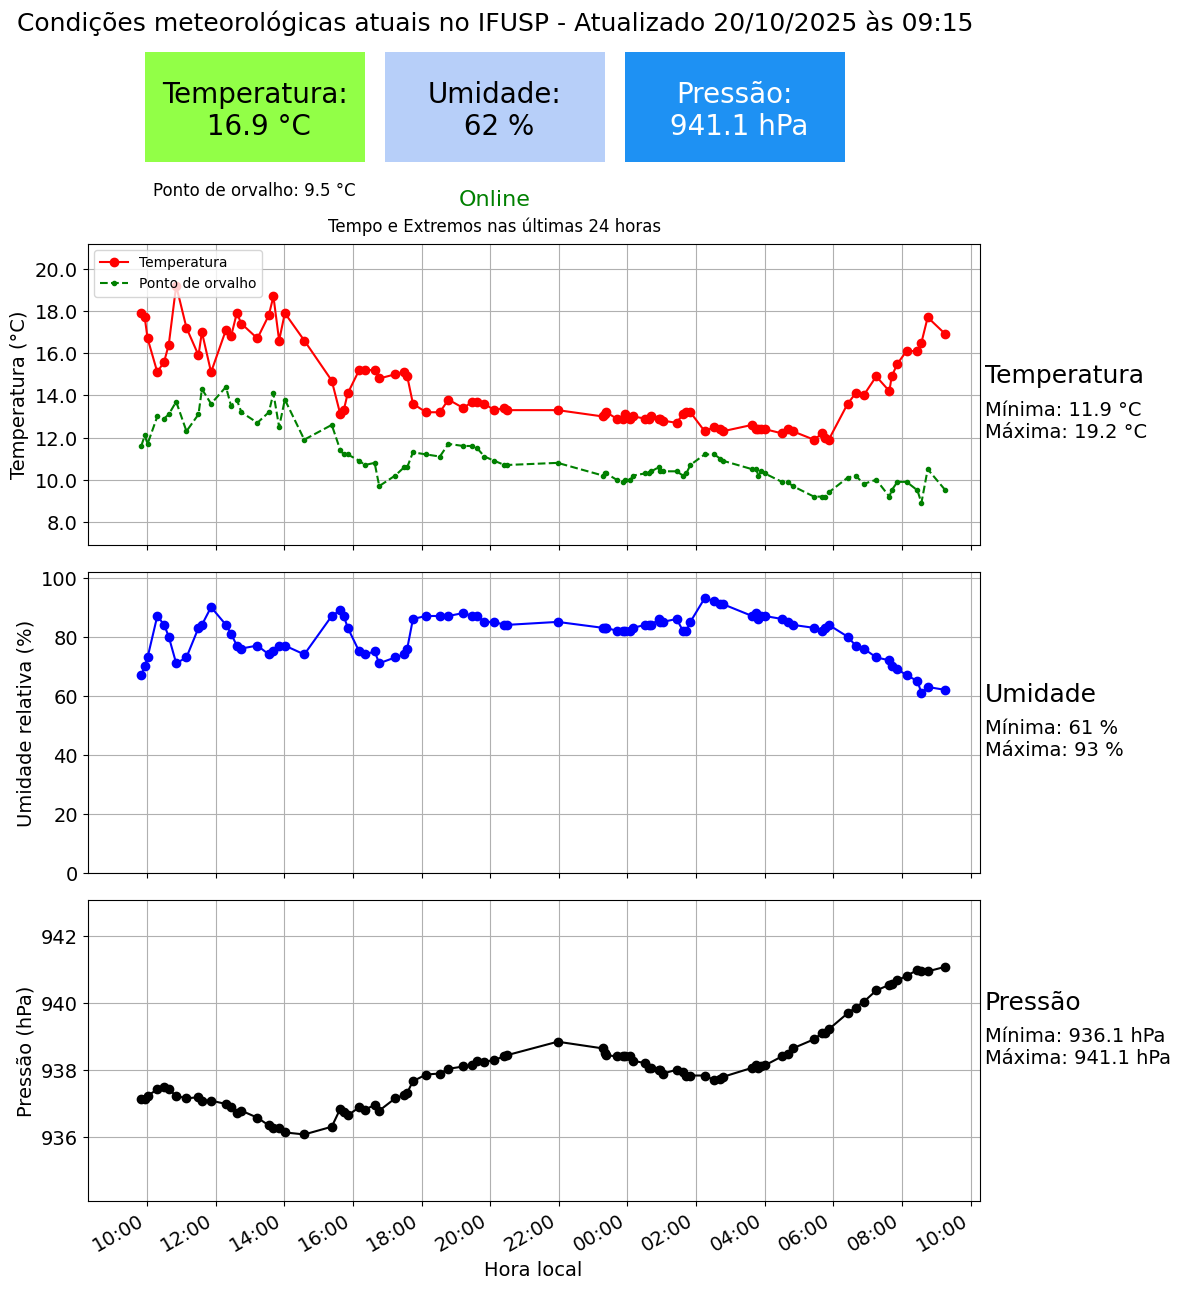 Condições meteorológicas atuais no IFUSP - Atualizado 20/10/2025 às 09:15
Temperatura:
16.9 °C
Umidade:
62 %
Pressão:
941.1 hPa
Ponto de orvalho: 9.5 °C
Online
Tempo e Extremos nas últimas 24 horas
Temperatura
Ponto de orvalho
Temperatura (°C)
20.0
18.0
16.0
14.0
12.0
10.0
8.0
Temperatura
Mínima: 11.9 °C
Máxima: 19.2 °C
Umidade relativa (%)
100
80
60
40
20
0
Umidade
Mínima: 61 %
Máxima: 93 %
Pressão (hPa)
942
940
938
936
Pressão
Mínima: 936.1 hPa
Máxima: 941.1 hPa
10:00 12:00 14:00 16:00 18:00 20:00 22:00 00:00 02:00 04:00 06:00 08:00 10:00
Hora local